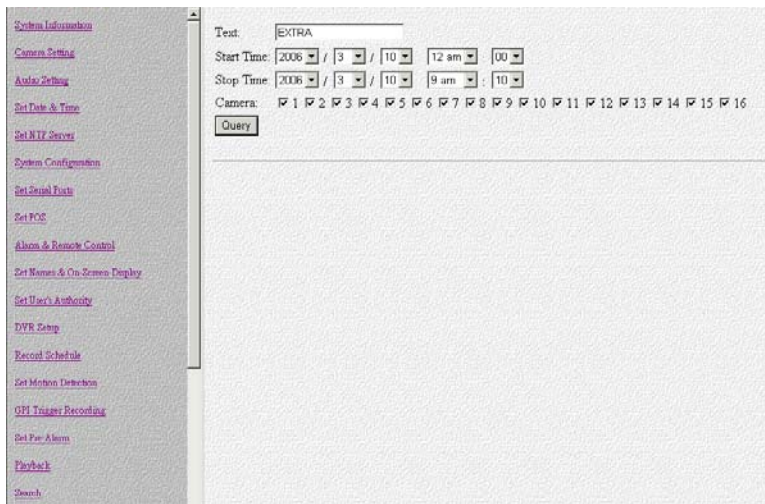 System Information
Camera Setting
Audio Setting
Set Date & Time
Set NTP Server
System Configuration
Set Serial Ports
Set POS
Alarm & Remote Control
Set Names & On-Screen-Display
Set User's Authority
DVR Setup
Record Schedule
Set Motion Detection
GPI Trigger Recording
Set Pre-Alarm
Playback
Search
Text: EXTRA
Start Time: 2006 / 3 / 10 12 am : 00
Stop Time: 2006 / 3 / 10 9 am : 10
Camera: 1 2 3 4 5 6 7 8 9 10 11 12 13 14 15 16
Query